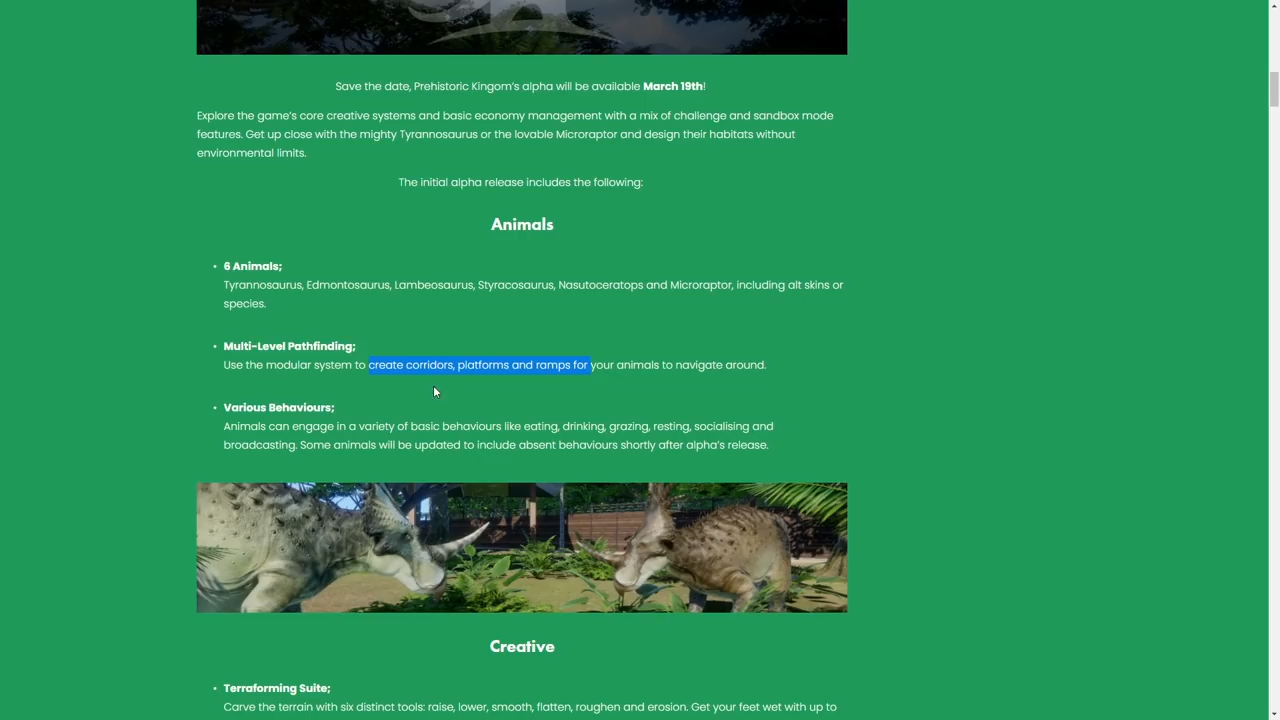 Save the date, Prehistoric Kingom's alpha will be available March 19th!
Explore the game's core creative systems and basic economy management with a mix of challenge and sandbox mode
features. Get up close with the mighty Tyrannosaurus or the lovable Microraptor and design their habitats without
environmental limits.
The initial alpha release includes the following:
Animals
• 6 Animals;
Tyrannosaurus, Edmontosaurus, Lambeosaurus, Styracosaurus, Nasutoceratops and Microraptor, including alt skins or
species.
• Multi-Level Pathfinding;
Use the modular system to create corridors, platforms and ramps for your animals to navigate around.
• Various Behaviours;
Animals can engage in a variety of basic behaviours like eating, drinking, grazing, resting, socialising and
broadcasting. Some animals will be updated to include absent behaviours shortly after alpha's release.
Creative
• Terraforming Suite;
Carve the terrain with six distinct tools: raise, lower, smooth, flatten, roughen and erosion. Get your feet wet with up to